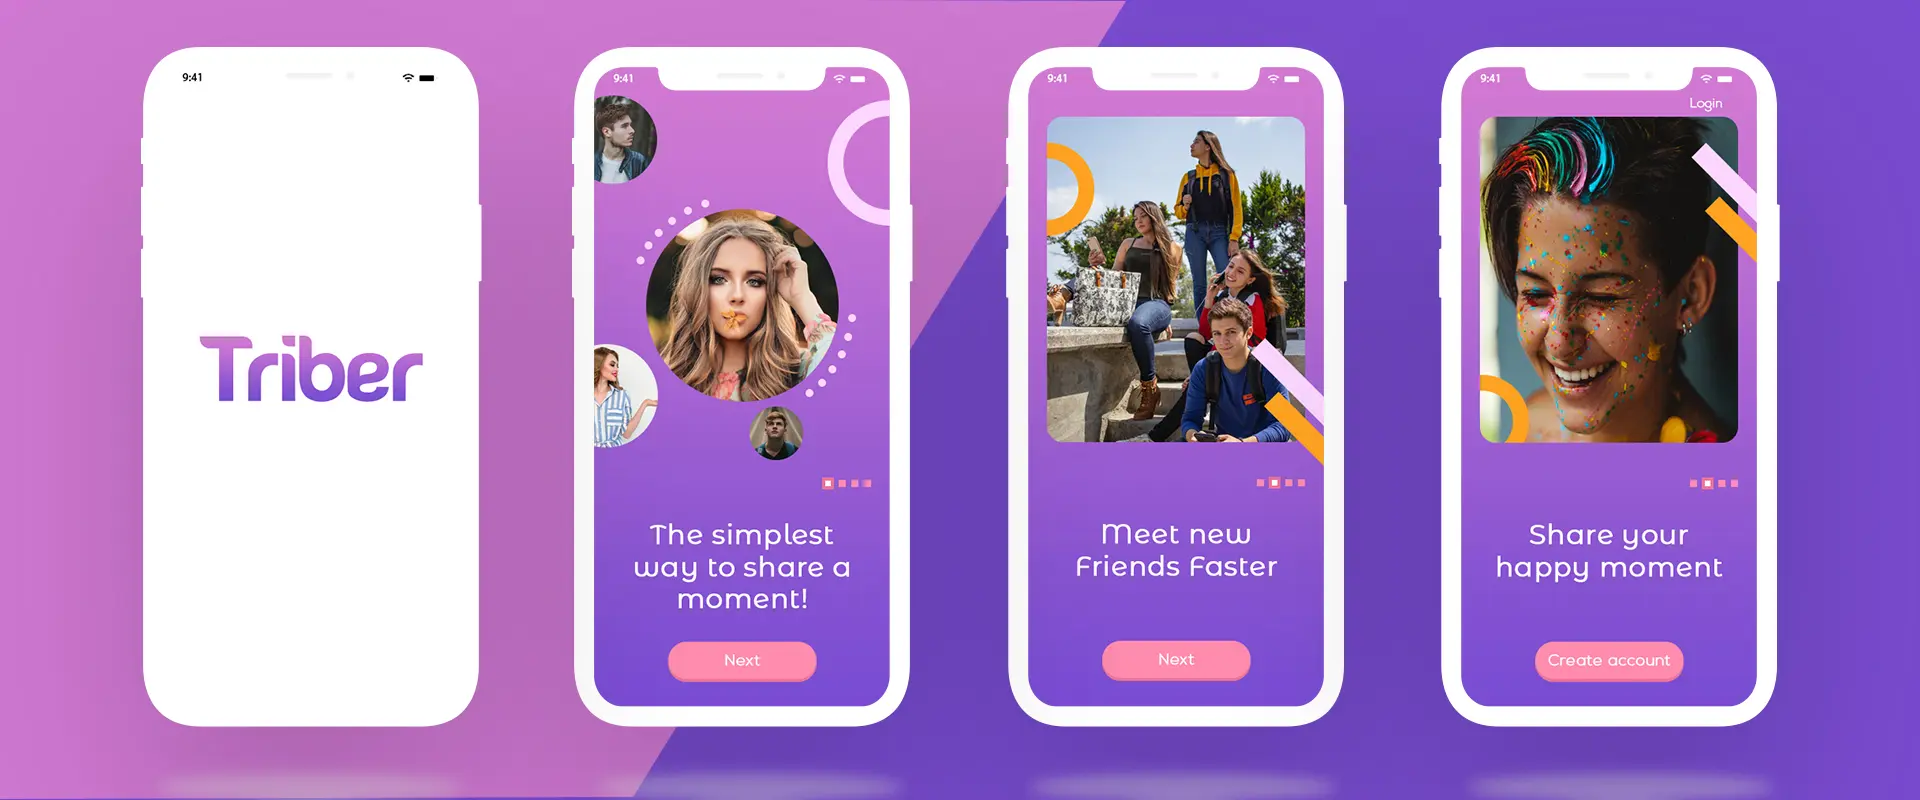 9:41
Triber
9:41
The simplest
way to share a
moment!
Next
9:41
Meet new
Friends Faster
Next
9:41
Login
Share your
happy moment
Create account